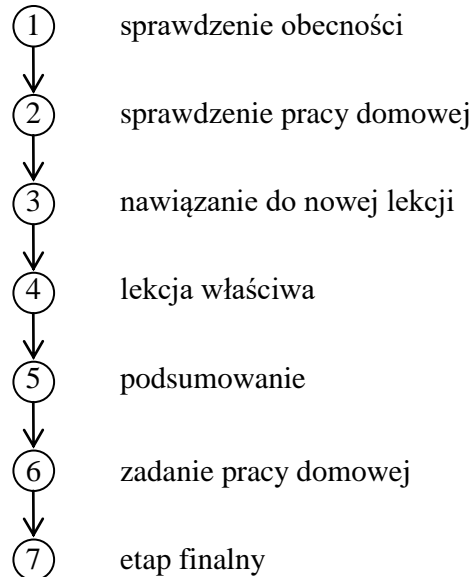 1 sprawdzenie obecności
2 sprawdzenie pracy domowej
3 nawiązanie do nowej lekcji
4 lekcja właściwa
5 podsumowanie
6 zadanie pracy domowej
7 etap finalny